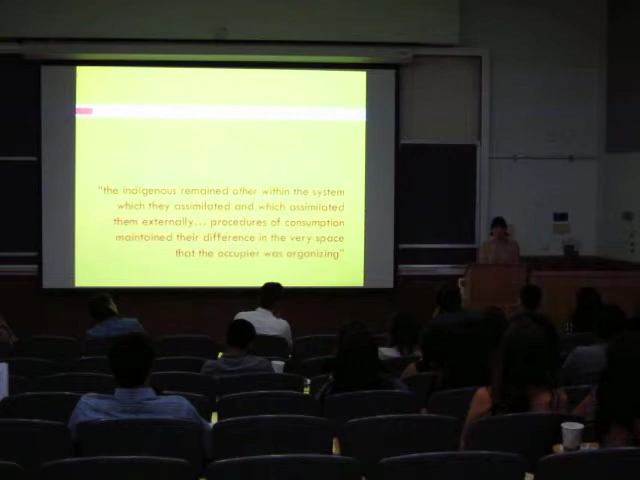 "the indigenous remained other within the system
which they assimilated and which assimilated
them externally... procedures of consumption
maintained their difference in the very space
that the occupier was organizing"